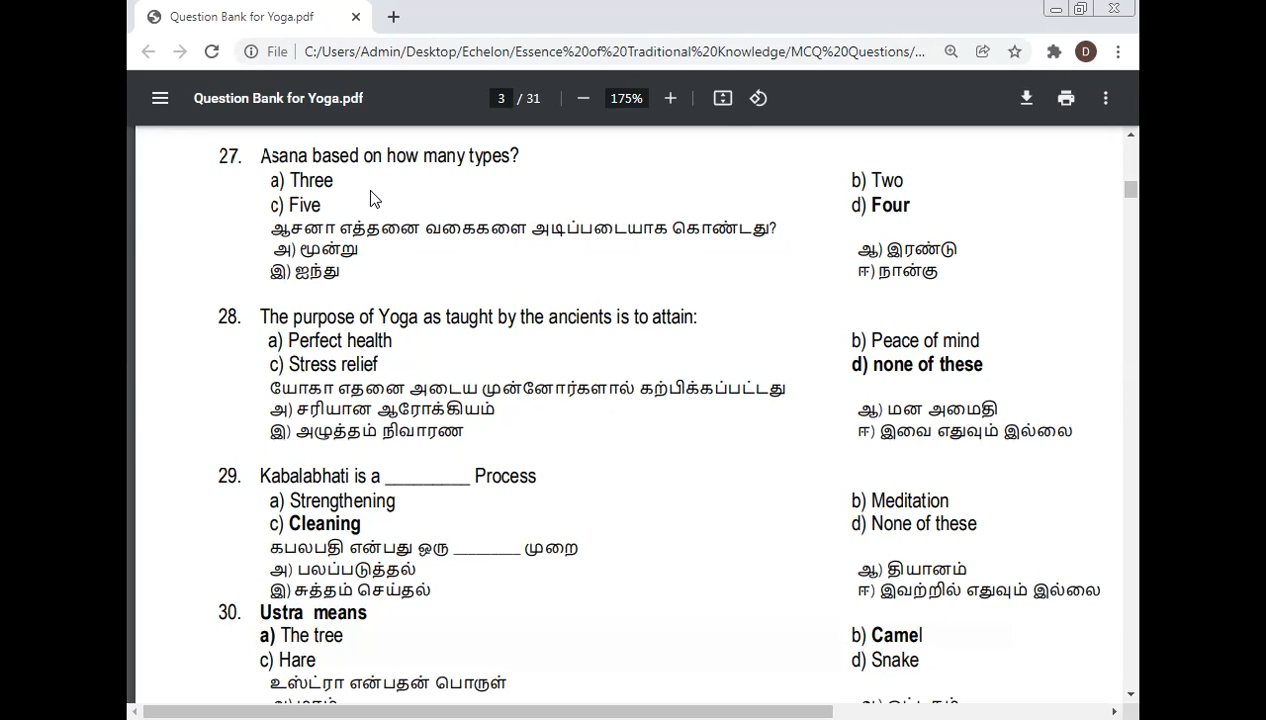 Question Bank for Yoga.pdf
File C:/Users/Admin/Desktop/Echelon/Essence%20of%20Traditional%20Knowledge/MCQ%20Questions/... D
Question Bank for Yoga.pdf 3 / 31 175%
27. Asana based on how many types?
a) Three b) Two
c) Five d) Four
ஆசனா எத்தனை வகைகளை அடிப்படையாக கொண்டது?
அ) மூன்று ஆ) இரண்டு
இ) ஐந்து ஈ) நான்கு
28. The purpose of Yoga as taught by the ancients is to attain:
a) Perfect health b) Peace of mind
c) Stress relief d) none of these
யோகா எதனை அடைய முன்னோர்களால் கற்பிக்கப்பட்டது
அ) சரியான ஆரோக்கியம் ஆ) மன அமைதி
இ) அழுத்தம் நிவாரண ஈ) இவை எதுவும் இல்லை
29. Kabalabhati is a _________ Process
a) Strengthening b) Meditation
c) Cleaning d) None of these
கபலபதி என்பது ஒரு _______ முறை
அ) பலப்படுத்தல் ஆ) தியானம்
இ) சுத்தம் செய்தல் ஈ) இவற்றில் எதுவும் இல்லை
30. Ustra means
a) The tree b) Camel
c) Hare d) Snake
உஸ்ட்ரா என்பதன் பொருள்